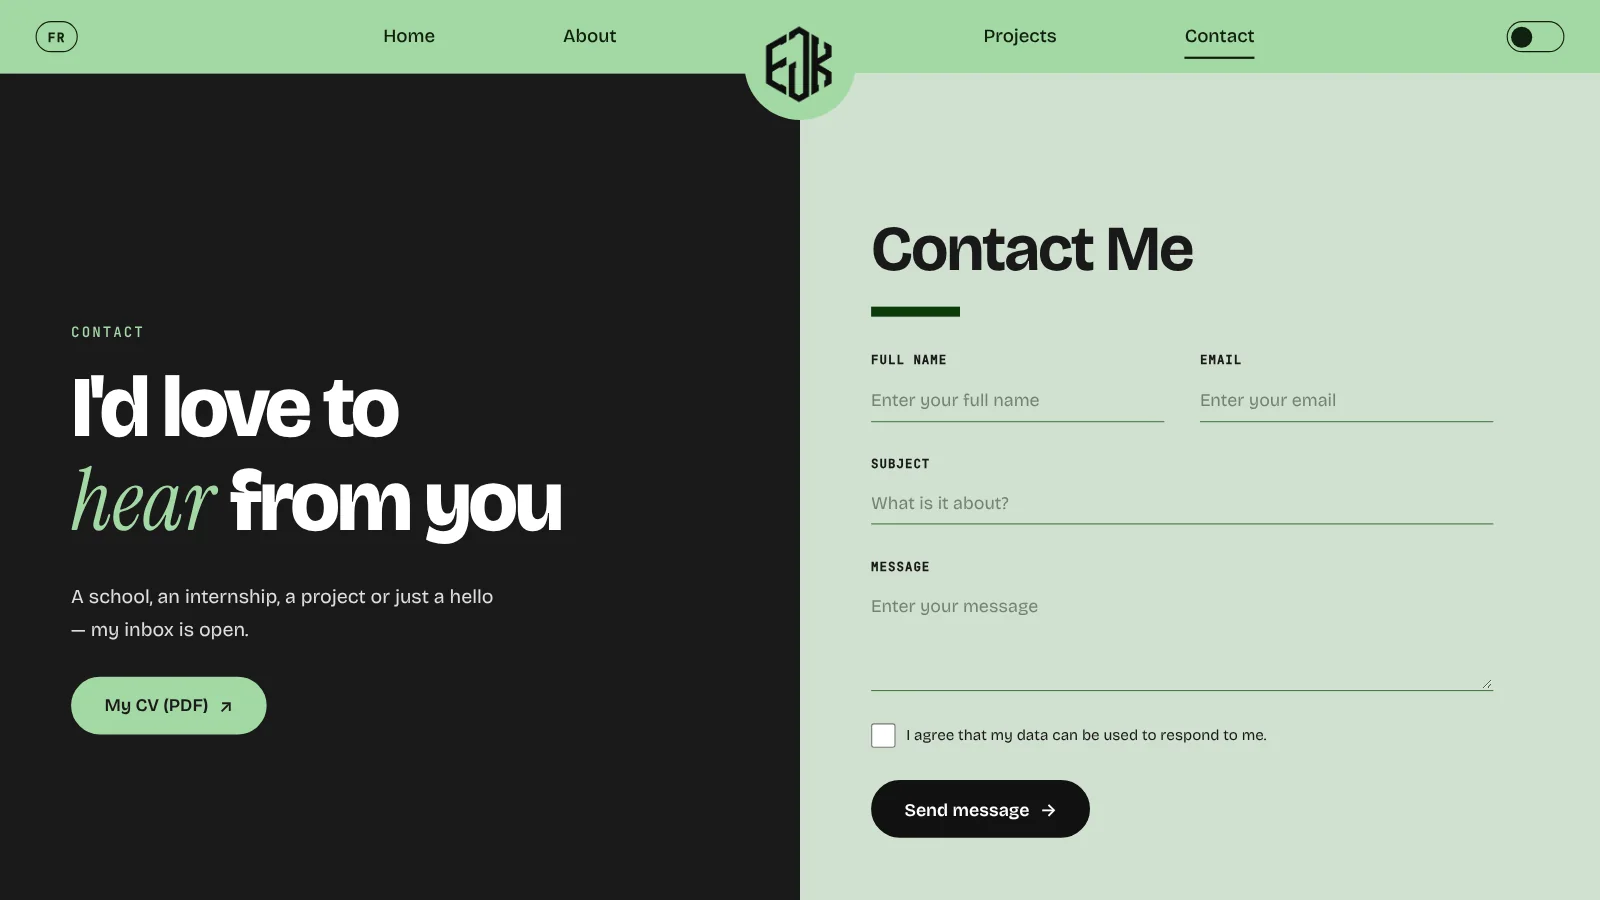 FR
Home
About
EJK
Projects
Contact
CONTACT
I'd love to
hear from you
A school, an internship, a project or just a hello
— my inbox is open.
My CV (PDF) ↗
Contact Me
FULL NAME
EMAIL
Enter your full name
Enter your email
SUBJECT
What is it about?
MESSAGE
Enter your message
I agree that my data can be used to respond to me.
Send message →